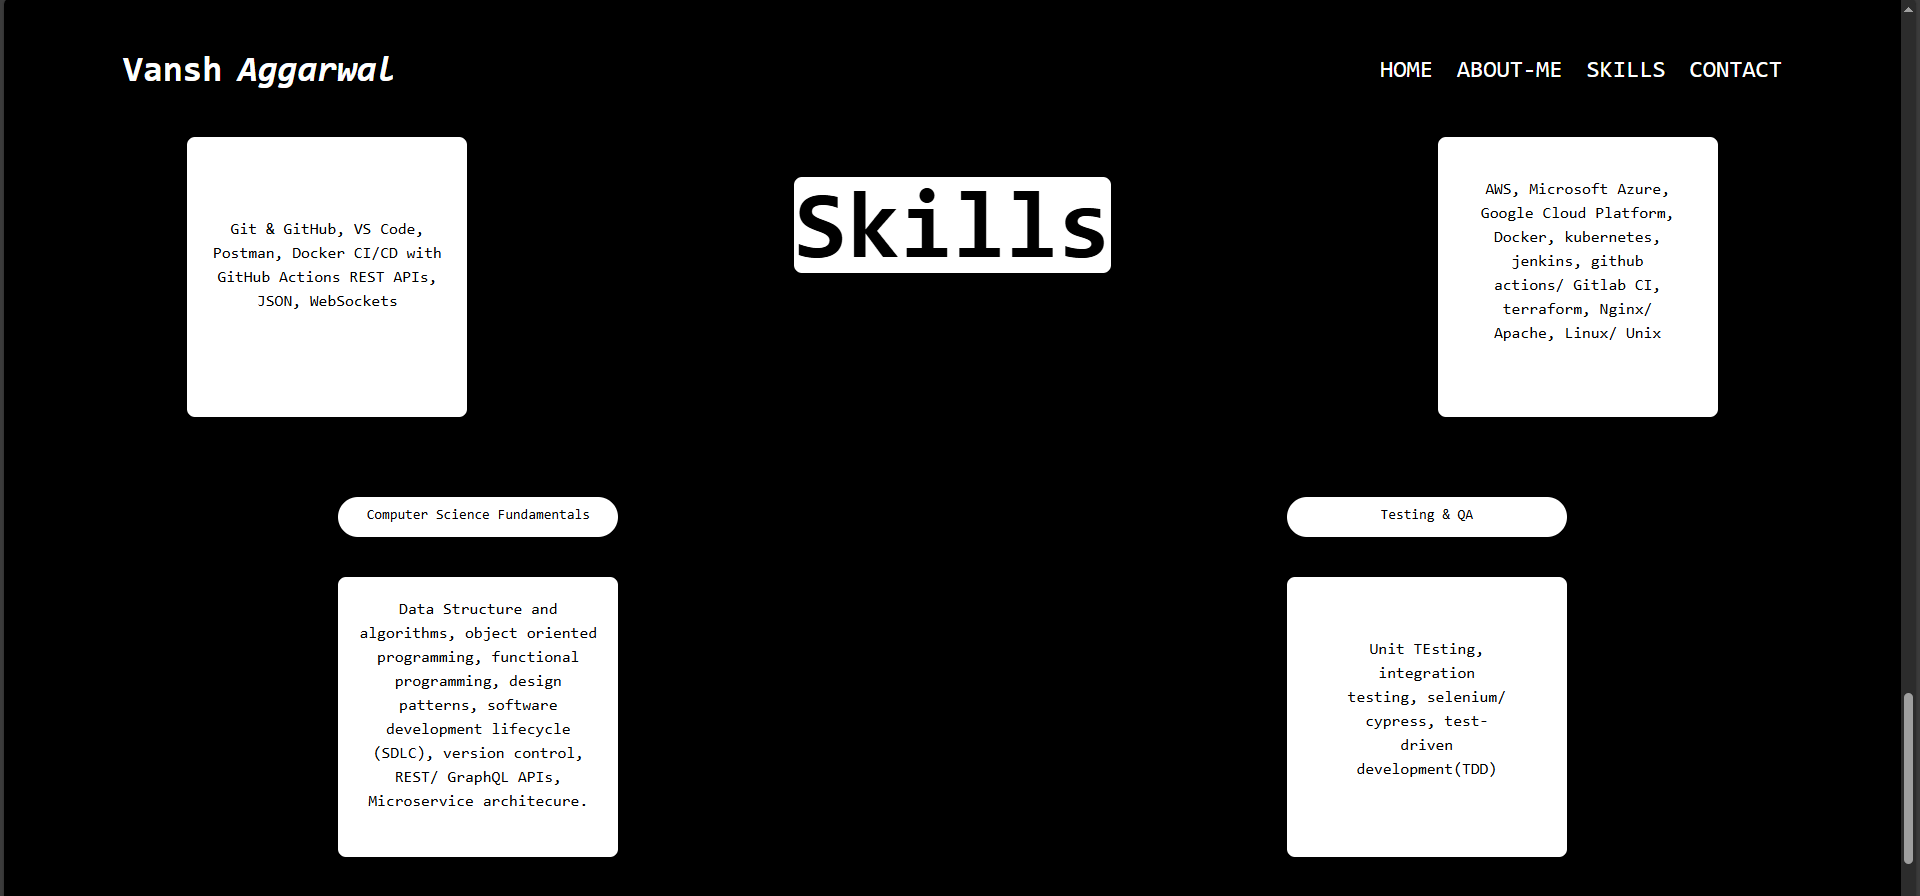 Vansh Aggarwal
HOME ABOUT-ME SKILLS CONTACT
Git & GitHub, VS Code,
Postman, Docker CI/CD with
GitHub Actions REST APIs,
JSON, WebSockets
Skills
AWS, Microsoft Azure,
Google Cloud Platform,
Docker, kubernetes,
jenkins, github
actions/ Gitlab CI,
terraform, Nginx/
Apache, Linux/ Unix
Computer Science Fundamentals
Data Structure and
algorithms, object oriented
programming, functional
programming, design
patterns, software
development lifecycle
(SDLC), version control,
REST/ GraphQL APIs,
Microservice architecure.
Testing & QA
Unit TEsting,
integration
testing, selenium/
cypress, test-
driven
development(TDD)